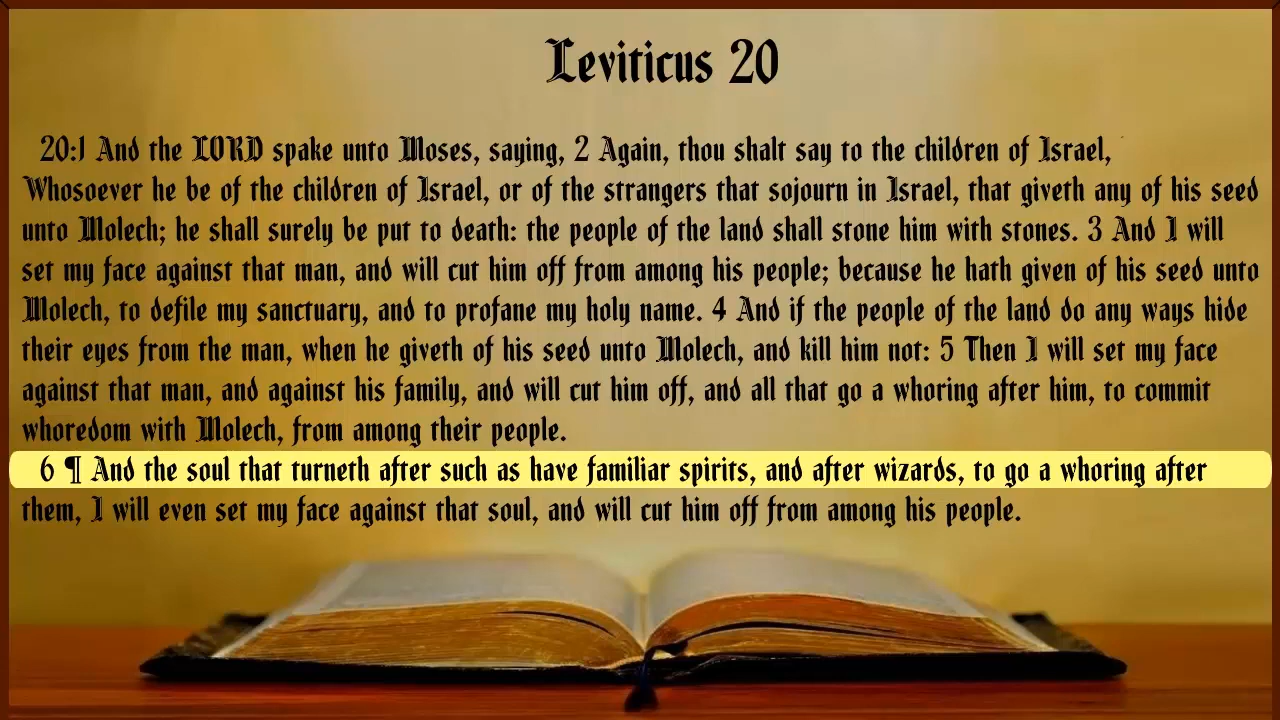 Leviticus 20
20:1 And the LORD spake unto Moses, saying, 2 Again, thou shalt say to the children of Israel,
Whosoever he be of the children of Israel, or of the strangers that sojourn in Israel, that giveth any of his seed
unto Molech; he shall surely be put to death: the people of the land shall stone him with stones. 3 And I will
set my face against that man, and will cut him off from among his people; because he hath given of his seed unto
Molech, to defile my sanctuary, and to profane my holy name. 4 And if the people of the land do any ways hide
their eyes from the man, when he giveth of his seed unto Molech, and kill him not: 5 Then I will set my face
against that man, and against his family, and will cut him off, and all that go a whoring after him, to commit
whoredom with Molech, from among their people.
6 ¶ And the soul that turneth after such as have familiar spirits, and after wizards, to go a whoring after
them, I will even set my face against that soul, and will cut him off from among his people.